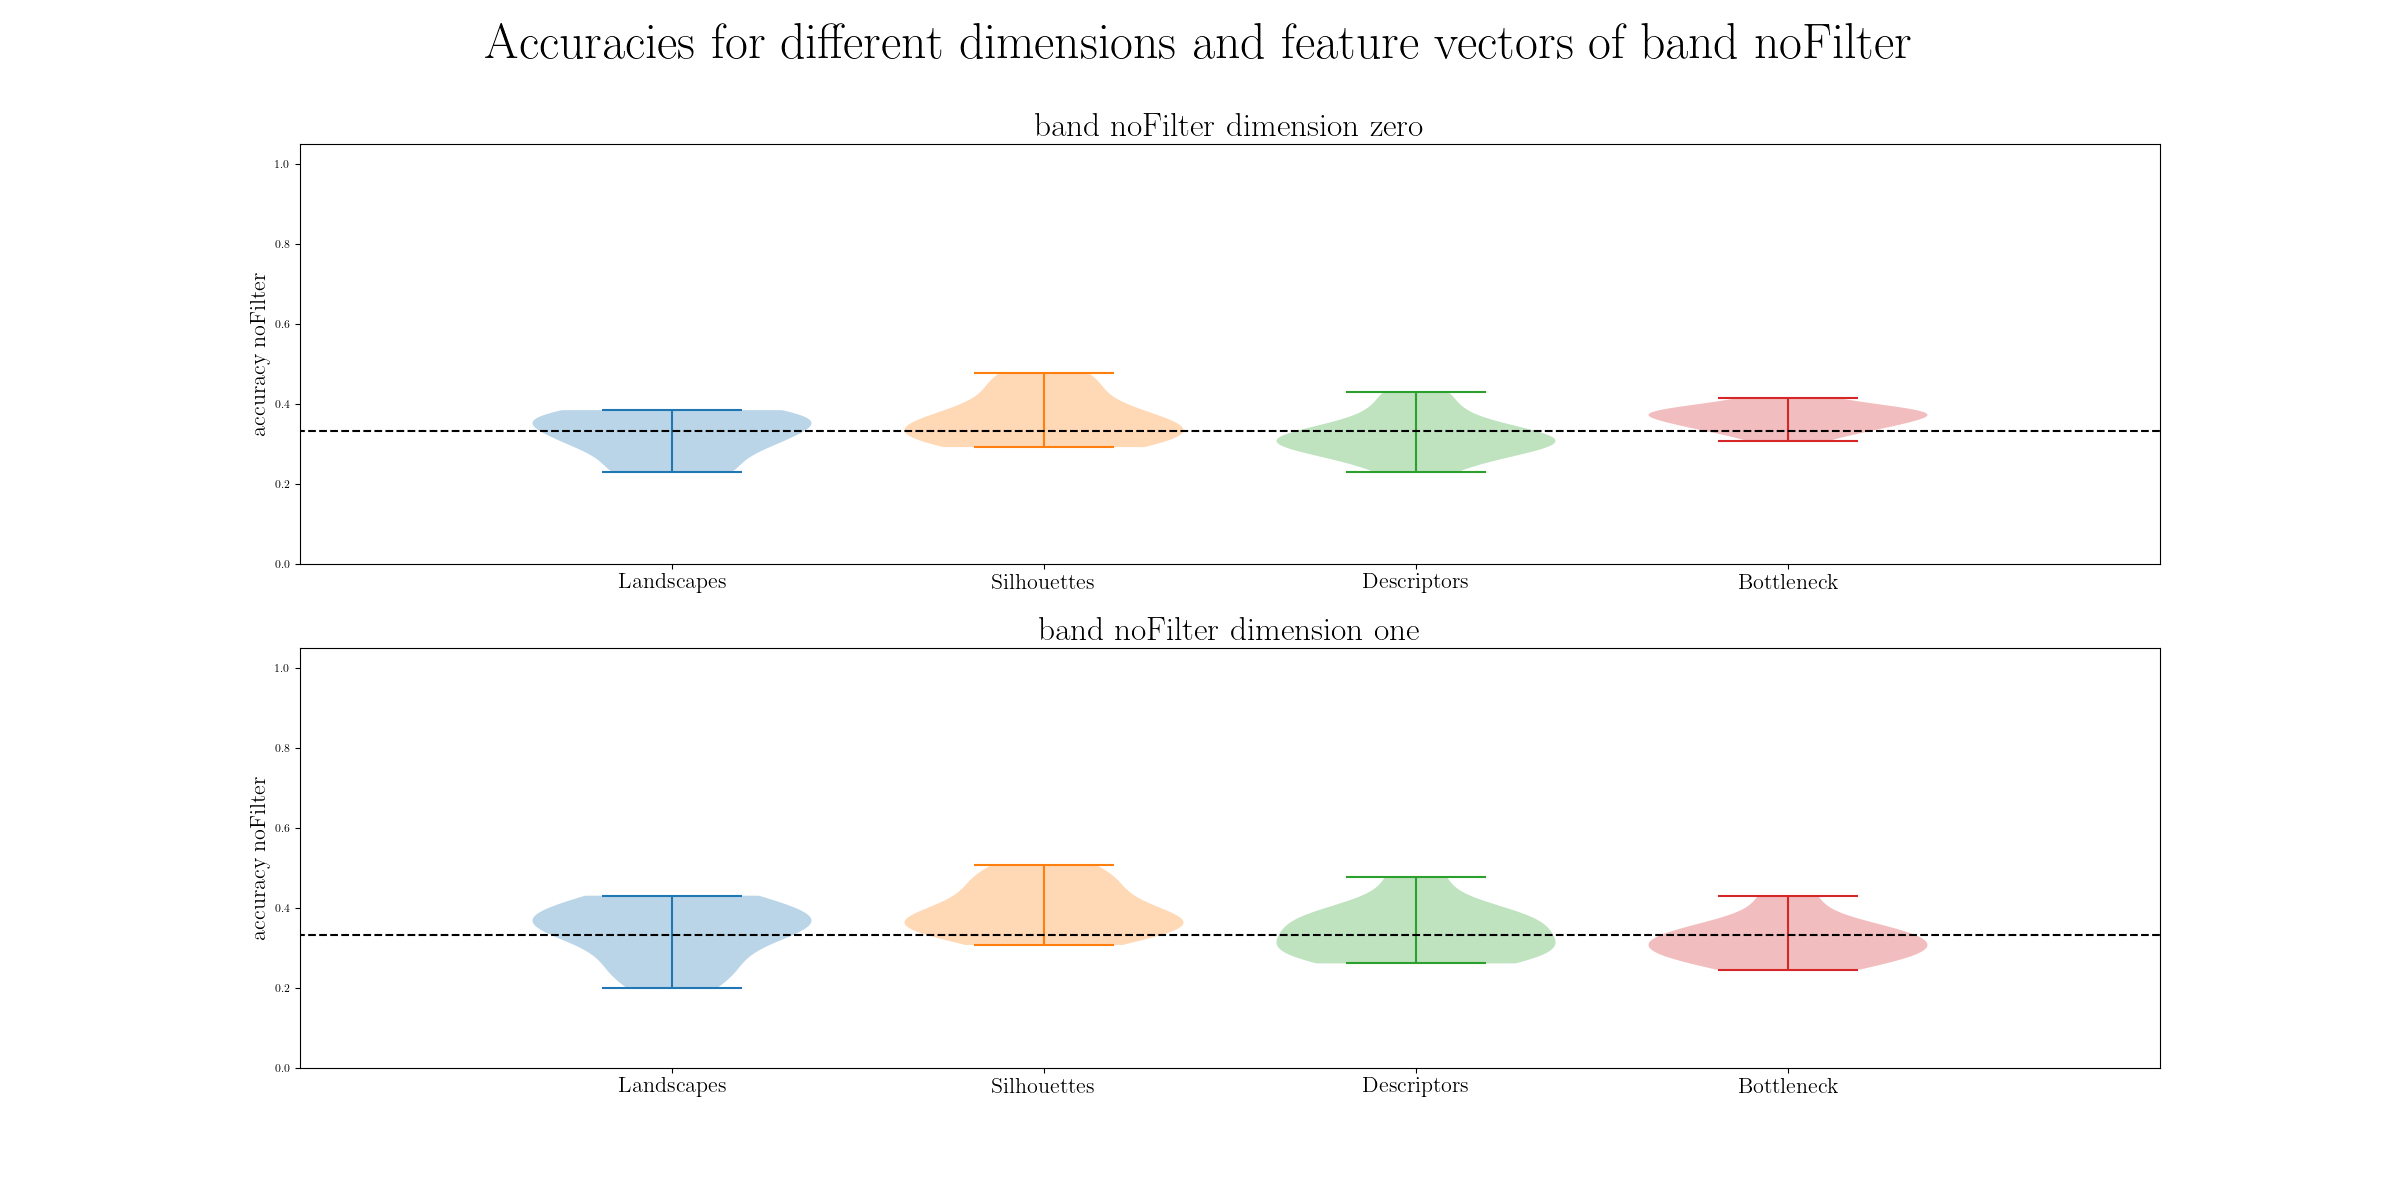 Accuracies for different dimensions and feature vectors of band noFilter
band noFilter dimension zero
accuracy noFilter
1.0
0.8
0.6
0.4
0.2
0.0
Landscapes Silhouettes Descriptors Bottleneck
band noFilter dimension one
accuracy noFilter
1.0
0.8
0.6
0.4
0.2
0.0
Landscapes Silhouettes Descriptors Bottleneck